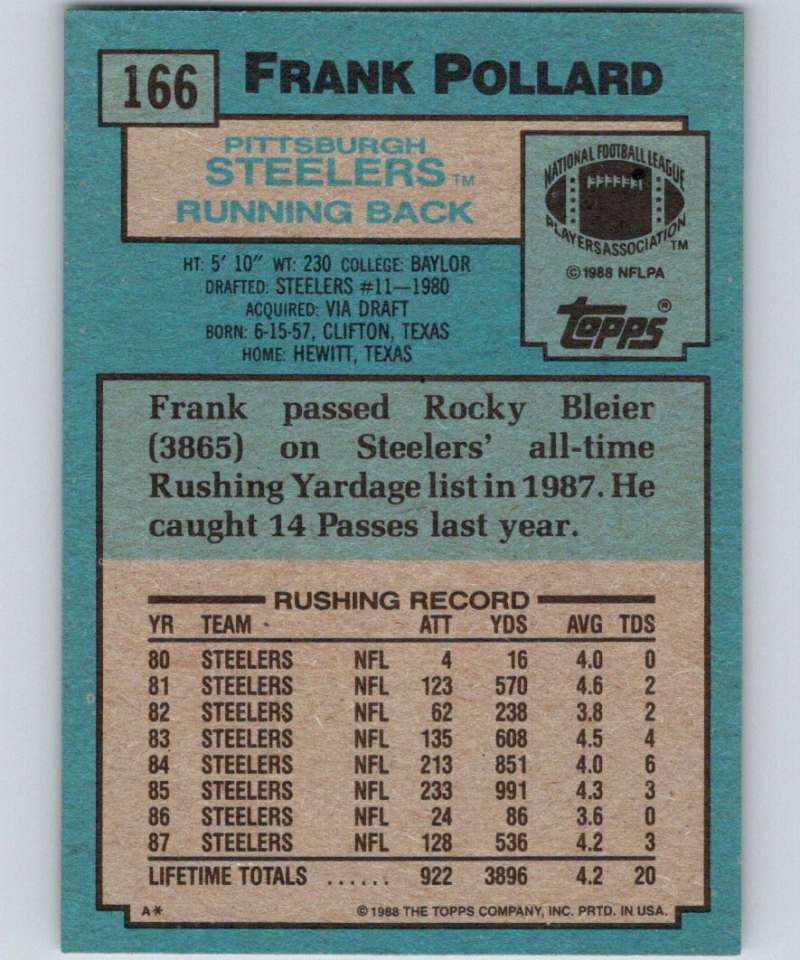 166
FRANK POLLARD
PITTSBURGH
STEELERS™
RUNNING BACK
NATIONAL FOOTBALL LEAGUE
PLAYERS ASSOCIATION™
©1988 NFLPA
Topps®
HT: 5' 10" WT: 230 COLLEGE: BAYLOR
DRAFTED: STEELERS #11—1980
ACQUIRED: VIA DRAFT
BORN: 6-15-57, CLIFTON, TEXAS
HOME: HEWITT, TEXAS
Frank passed Rocky Bleier
(3865) on Steelers' all-time
Rushing Yardage list in 1987. He
caught 14 Passes last year.
RUSHING RECORD
YR TEAM ATT YDS AVG TDS
80 STEELERS NFL 4 16 4.0 0
81 STEELERS NFL 123 570 4.6 2
82 STEELERS NFL 62 238 3.8 2
83 STEELERS NFL 135 608 4.5 4
84 STEELERS NFL 213 851 4.0 6
85 STEELERS NFL 233 991 4.3 3
86 STEELERS NFL 24 86 3.6 0
87 STEELERS NFL 128 536 4.2 3
LIFETIME TOTALS ...... 922 3896 4.2 20
A* ©1988 THE TOPPS COMPANY, INC. PRTD. IN USA.